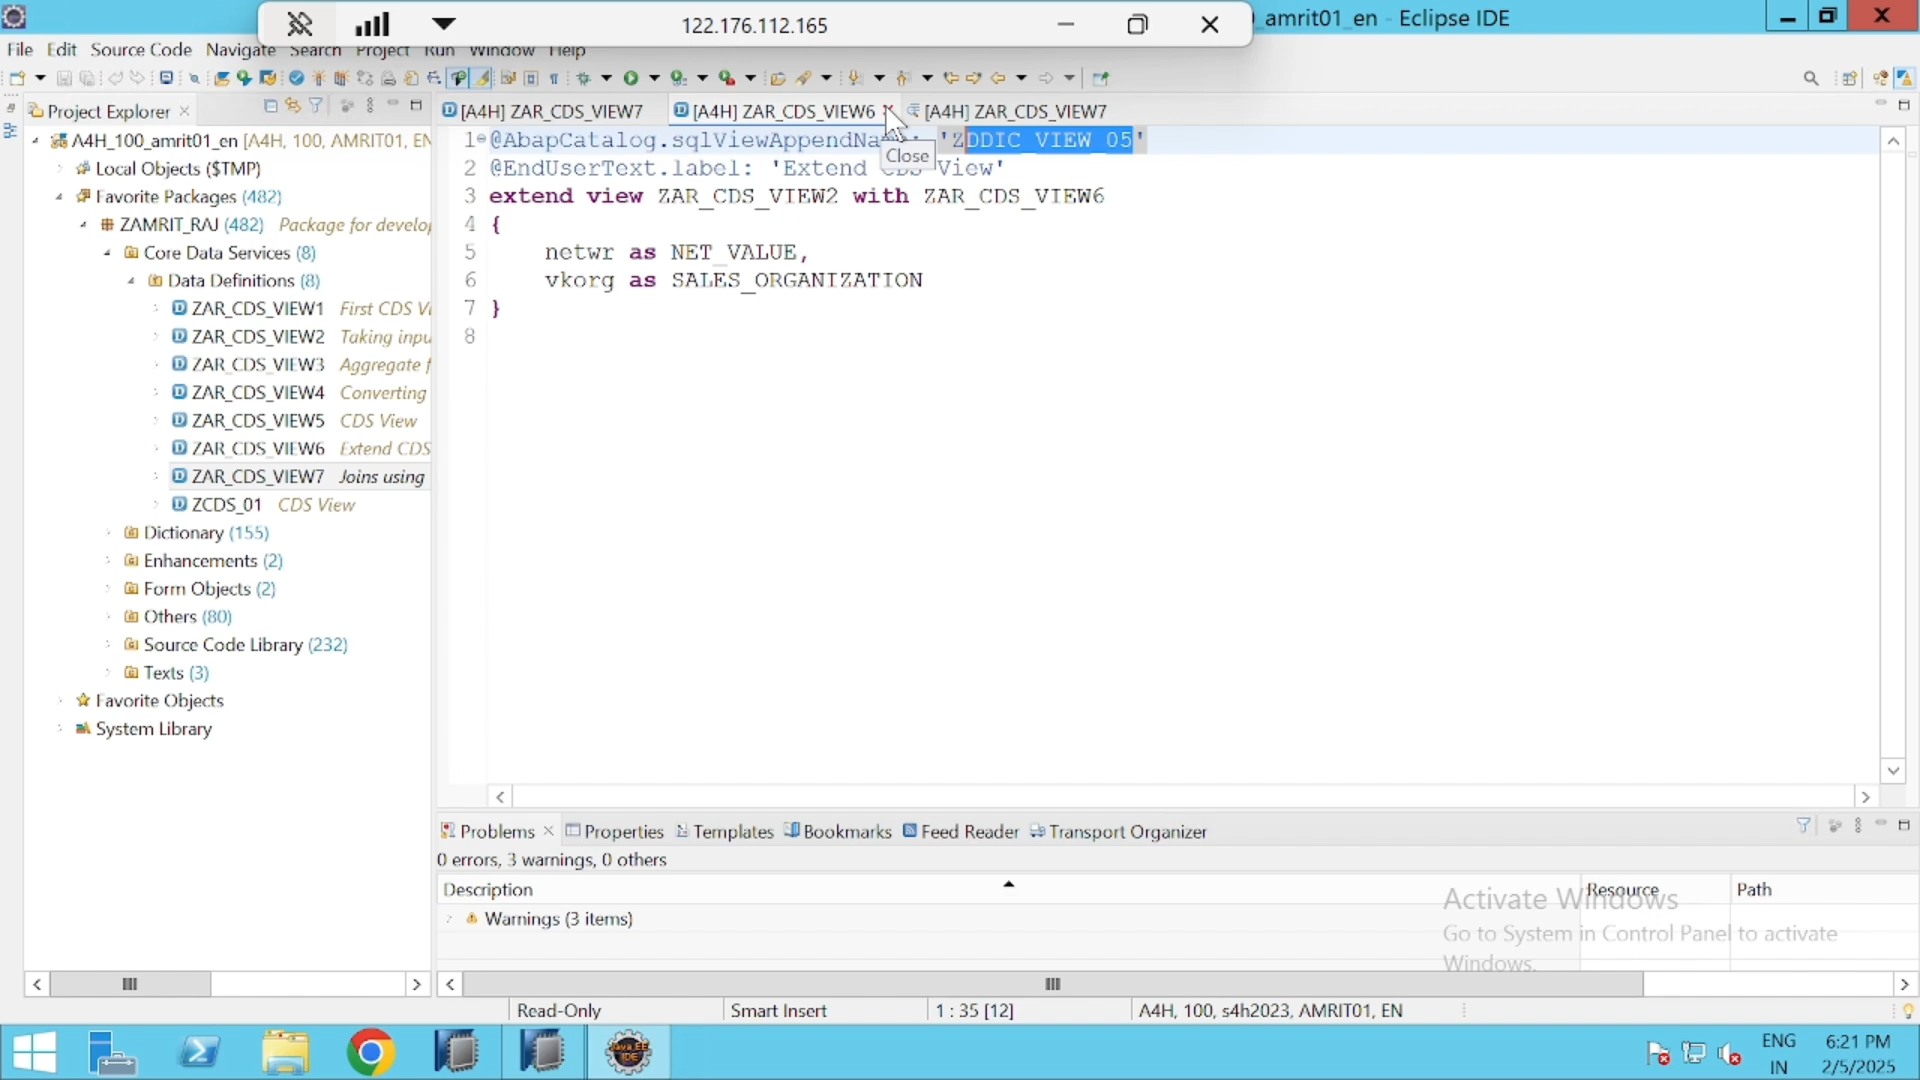 122.176.112.165
_amrit01_en - Eclipse IDE
File Edit Source Code Navigate Search Project Run Window Help
Project Explorer
[A4H] ZAR_CDS_VIEW7
[A4H] ZAR_CDS_VIEW6
[A4H] ZAR_CDS_VIEW7
A4H_100_amrit01_en [A4H, 100, AMRIT01, EN
Local Objects ($TMP)
Favorite Packages (482)
ZAMRIT_RAJ (482) Package for develo
Core Data Services (8)
Data Definitions (8)
ZAR_CDS_VIEW1 First CDS Vi
ZAR_CDS_VIEW2 Taking inpu
ZAR_CDS_VIEW3 Aggregate f
ZAR_CDS_VIEW4 Converting
ZAR_CDS_VIEW5 CDS View
ZAR_CDS_VIEW6 Extend CDS
ZAR_CDS_VIEW7 Joins using
ZCDS_01 CDS View
Dictionary (155)
Enhancements (2)
Form Objects (2)
Others (80)
Source Code Library (232)
Texts (3)
Favorite Objects
System Library
1 @AbapCatalog.sqlViewAppendName: 'ZDDIC_VIEW_05'
Close
2 @EndUserText.label: 'Extend CDS View'
3 extend view ZAR_CDS_VIEW2 with ZAR_CDS_VIEW6
4 {
5 netwr as NET_VALUE,
6 vkorg as SALES_ORGANIZATION
7 }
8
Problems Properties Templates Bookmarks Feed Reader Transport Organizer
0 errors, 3 warnings, 0 others
Description Resource Path
Warnings (3 items)
Activate Windows
Go to System in Control Panel to activate
Windows.
Read-Only Smart Insert 1 : 35 [12] A4H, 100, s4h2023, AMRIT01, EN
Java EE
IDE
ENG
IN
6:21 PM
2/5/2025